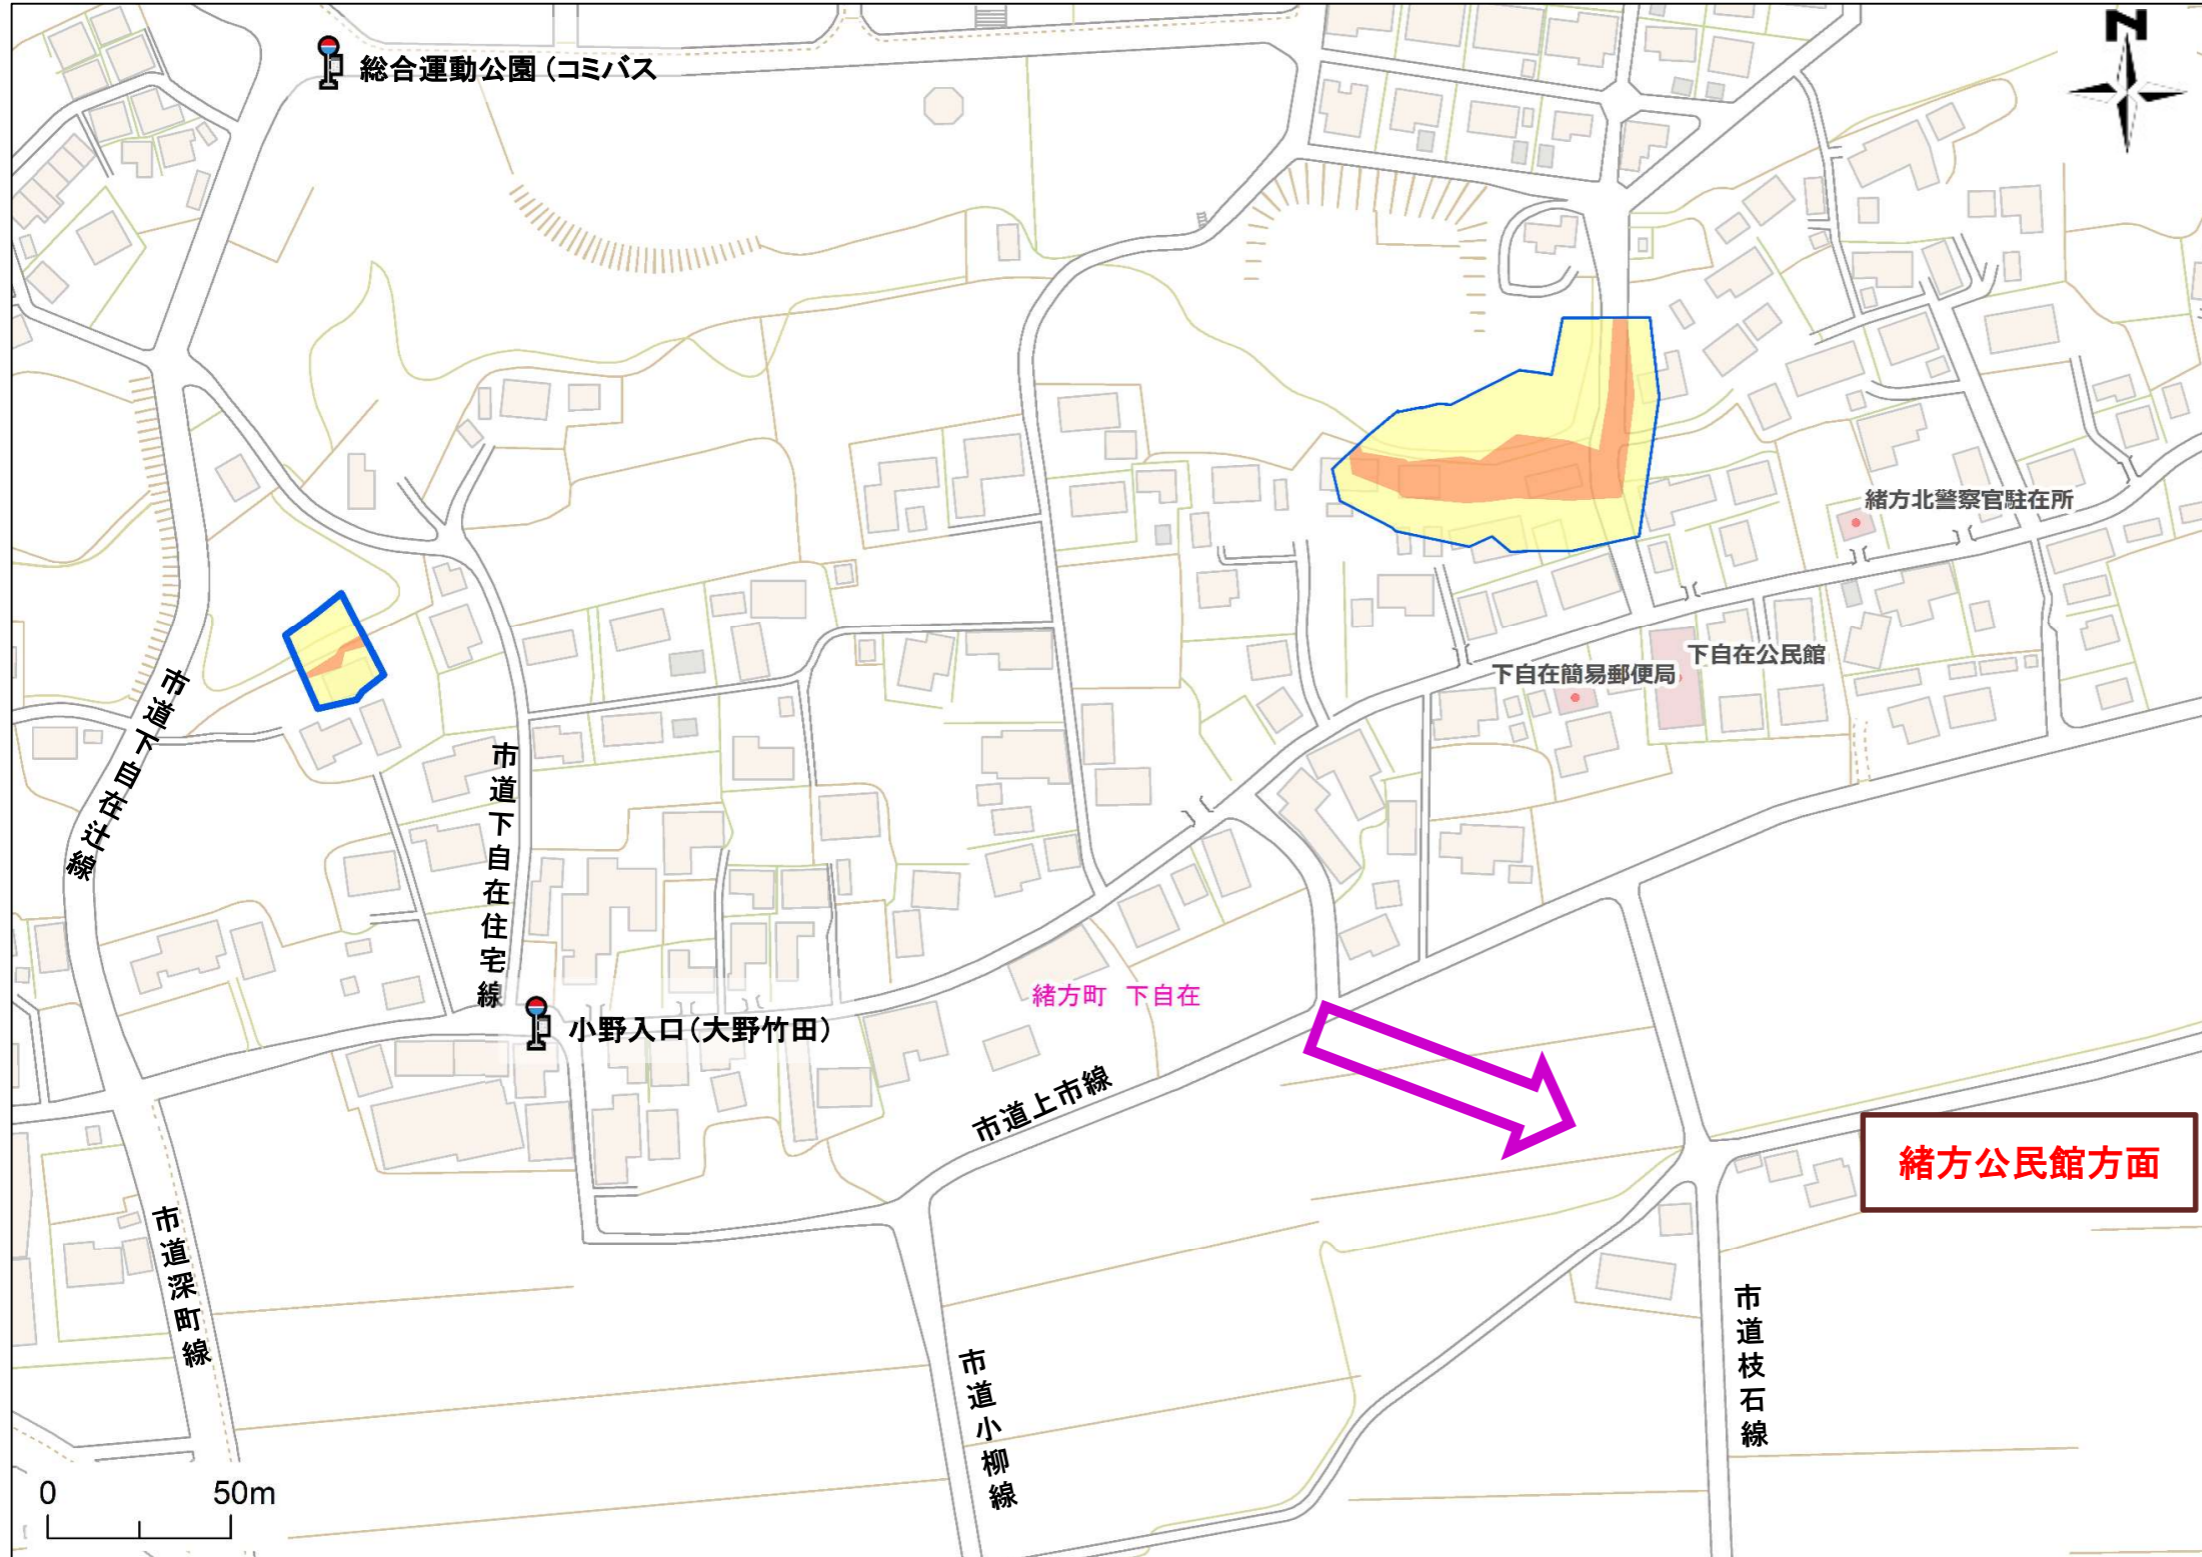 N
総合運動公園（コミバス
緒方北警察官駐在所
下自在公民館
下自在簡易郵便局
市道下自在辻線
市道下自在住宅線
緒方町　下自在
小野入口（大野竹田）
市道上市線
緒方公民館方面
市道深町線
市道枝石線
市道小柳線
0　50m